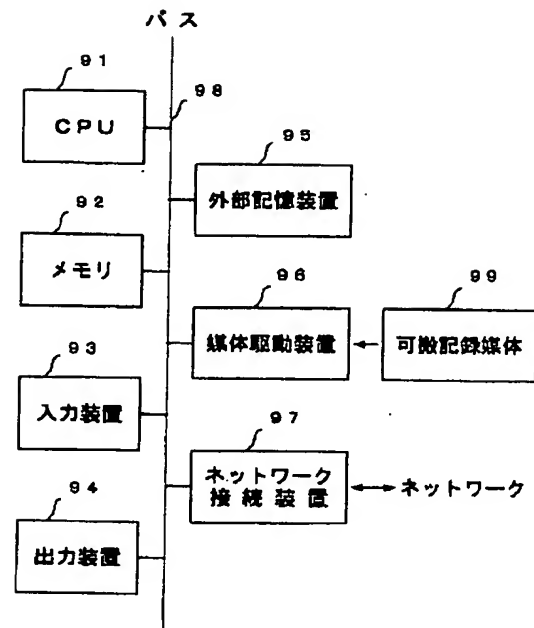 バス
91
98
CPU
95
外部記憶装置
92
メモリ
96
媒体駆動装置
99
可搬記録媒体
93
入力装置
97
ネットワーク
接続装置
ネットワーク
94
出力装置